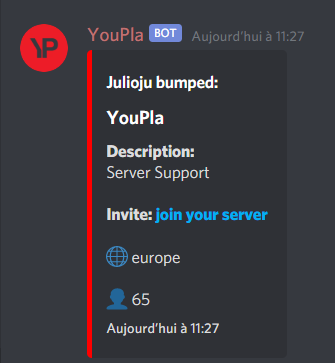 YP
YouPla BOT Aujourd'hui à 11:27
Julioju bumped:
YouPla
Description:
Server Support
Invite: join your server
europe
65
Aujourd'hui à 11:27